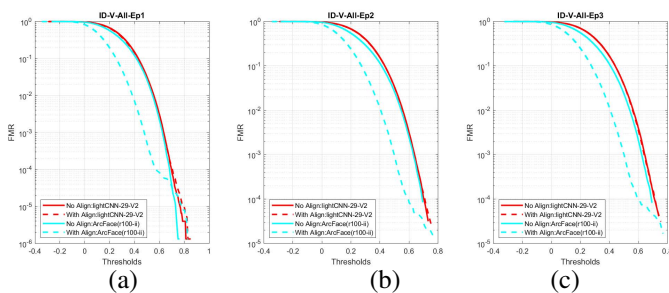 ID-V-All-Ep1
FMR
10^0
10^-1
10^-2
10^-3
10^-4
10^-5
10^-6
No Align:lightCNN-29-V2
With Align:lightCNN-29-V2
No Align:ArcFace(r100-ii)
With Align:ArcFace(r100-ii)
-0.4 -0.2 0 0.2 0.4 0.6 0.8 1
Thresholds
(a)
ID-V-All-Ep2
FMR
10^0
10^-1
10^-2
10^-3
10^-4
10^-5
No Align:lightCNN-29-V2
With Align:lightCNN-29-V2
No Align:ArcFace(r100-ii)
With Align:ArcFace(r100-ii)
-0.4 -0.2 0 0.2 0.4 0.6 0.8
Thresholds
(b)
ID-V-All-Ep3
FMR
10^0
10^-1
10^-2
10^-3
10^-4
10^-5
No Align:lightCNN-29-V2
With Align:lightCNN-29-V2
No Align:ArcFace(r100-ii)
With Align:ArcFace(r100-ii)
-0.4 -0.2 0 0.2 0.4 0.6 0.8
Thresholds
(c)